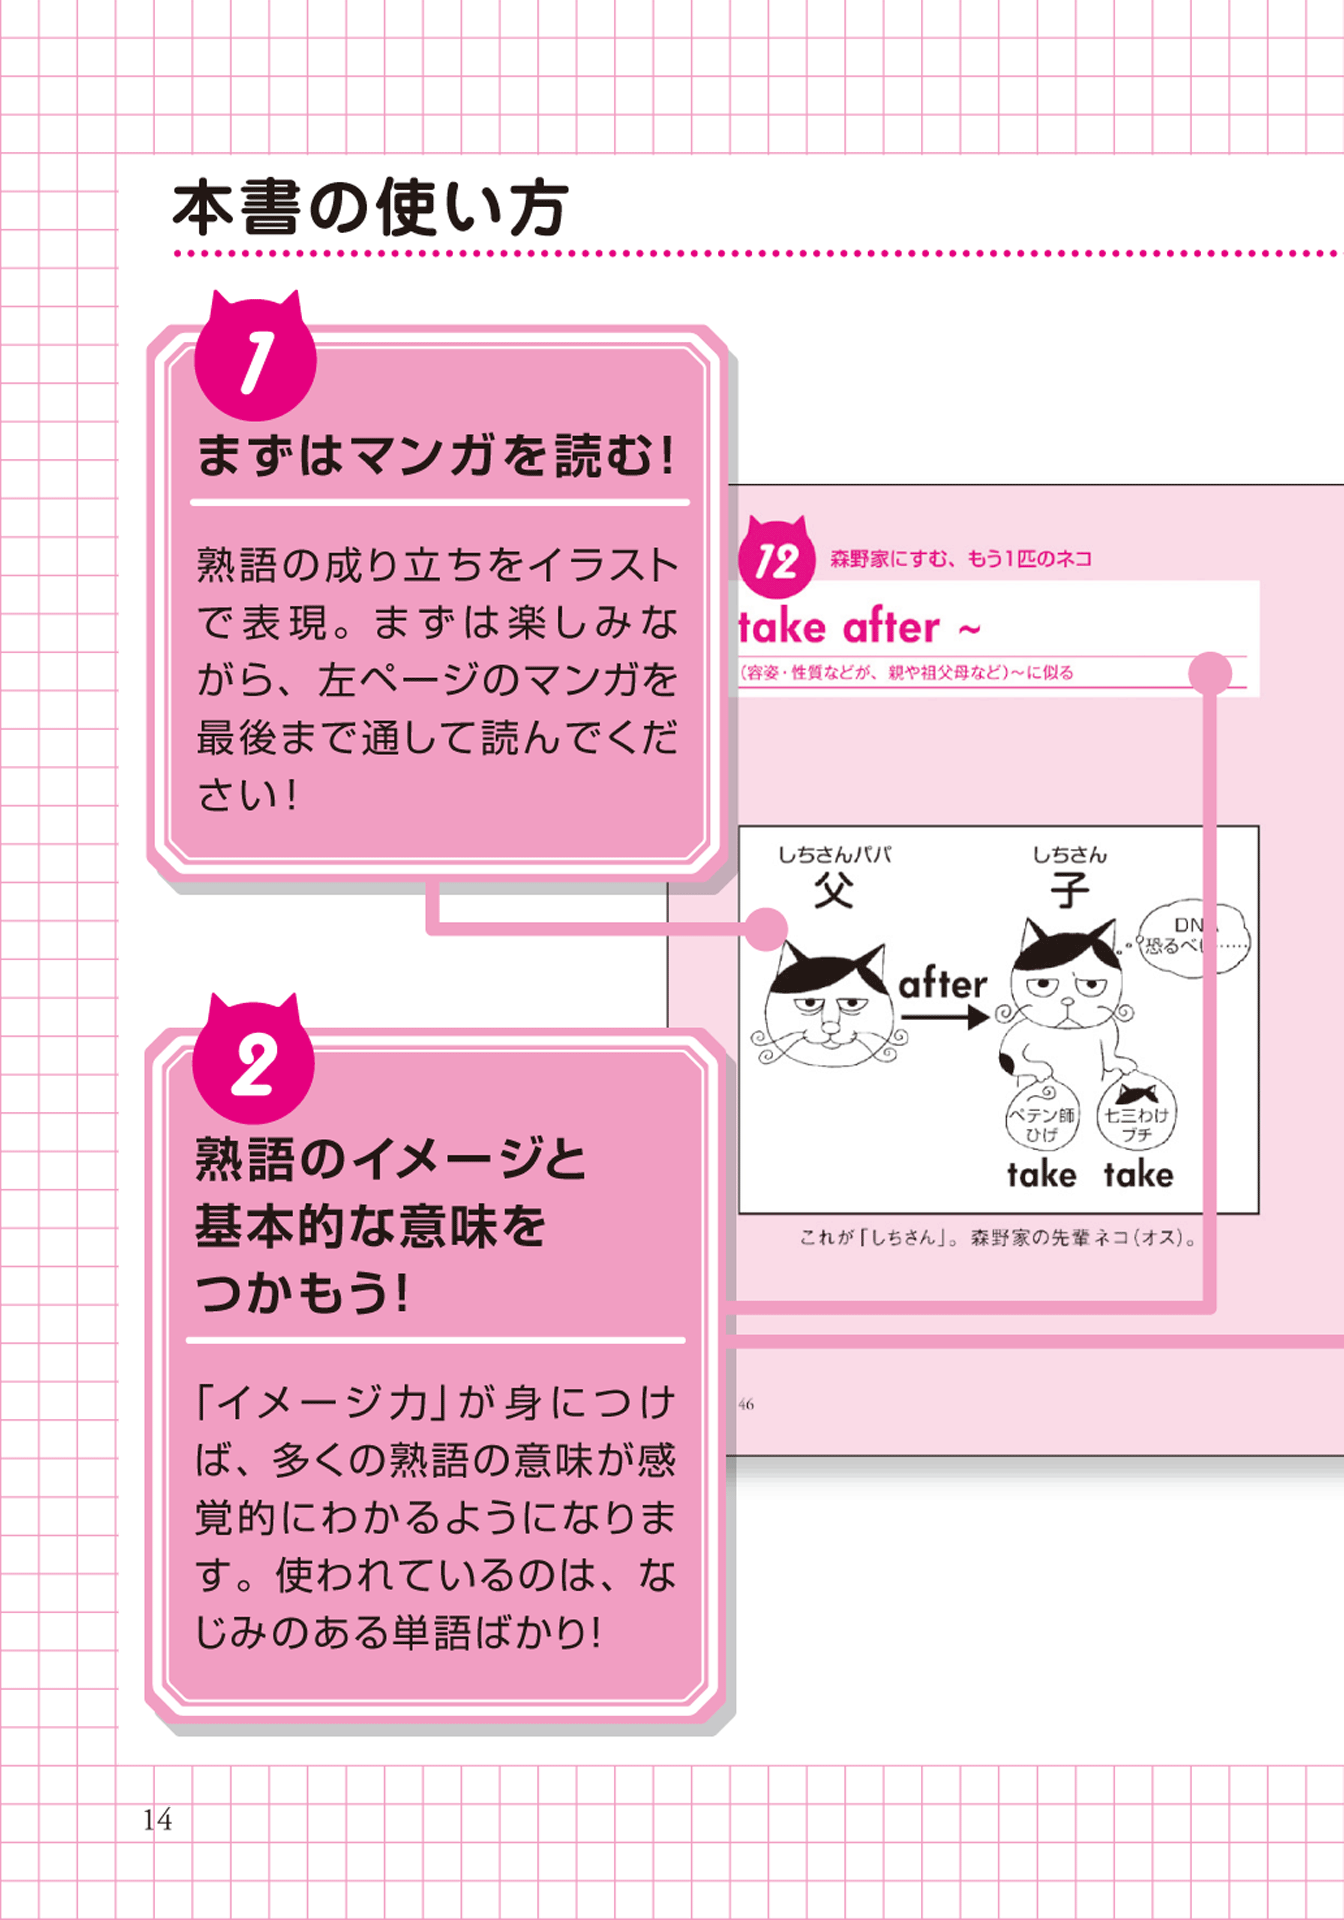 本書の使い方
1
まずはマンガを読む!
熟語の成り立ちをイラスト
で表現。まずは楽しみな
がら、左ページのマンガを
最後まで通して読んでくだ
さい!
2
熟語のイメージと
基本的な意味を
つかもう!
「イメージ力」が身につけ
ば、多くの熟語の意味が感
覚的にわかるようになりま
す。使われているのは、な
じみのある単語ばかり!
12
森野家にすむ、もう1匹のネコ
take after ~
(容姿・性質などが、親や祖父母など)~に似る
しちさんパパ
父
しちさん
子
DNA
恐るべし……
after
ペテン師
ひげ
七三わけ
ブチ
take take
これが「しちさん」。森野家の先輩ネコ(オス)。
46
14